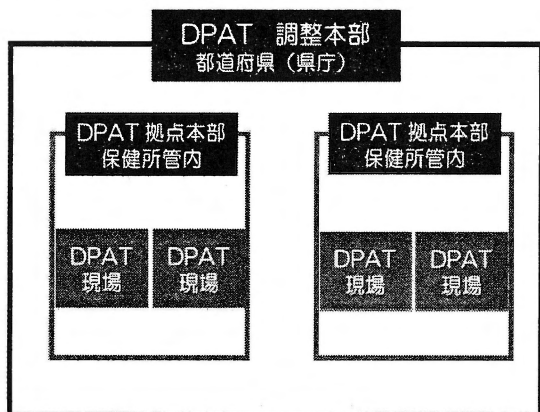 DPAT 調整本部
都道府県（県庁）
DPAT 拠点本部
保健所管内
DPAT 拠点本部
保健所管内
DPAT
現場
DPAT
現場
DPAT
現場
DPAT
現場